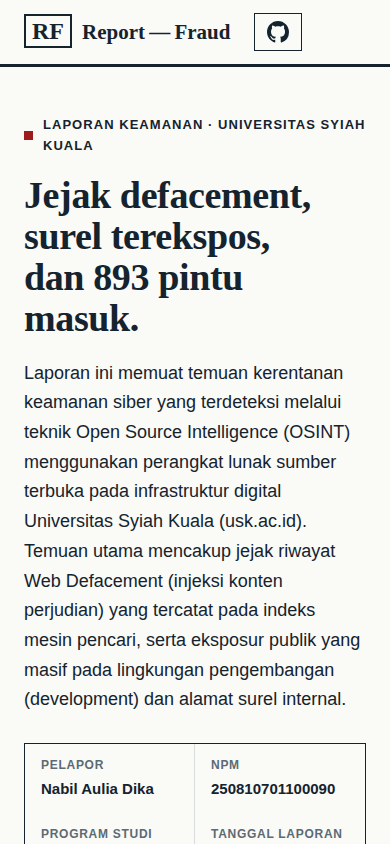 RF Report — Fraud
LAPORAN KEAMANAN · UNIVERSITAS SYIAH
KUALA
Jejak defacement,
surel terekspos,
dan 893 pintu
masuk.
Laporan ini memuat temuan kerentanan
keamanan siber yang terdeteksi melalui
teknik Open Source Intelligence (OSINT)
menggunakan perangkat lunak sumber
terbuka pada infrastruktur digital
Universitas Syiah Kuala (usk.ac.id).
Temuan utama mencakup jejak riwayat
Web Defacement (injeksi konten
perjudian) yang tercatat pada indeks
mesin pencari, serta eksposur publik yang
masif pada lingkungan pengembangan
(development) dan alamat surel internal.
PELAPOR NPM
Nabil Aulia Dika 250810701100090
PROGRAM STUDI TANGGAL LAPORAN